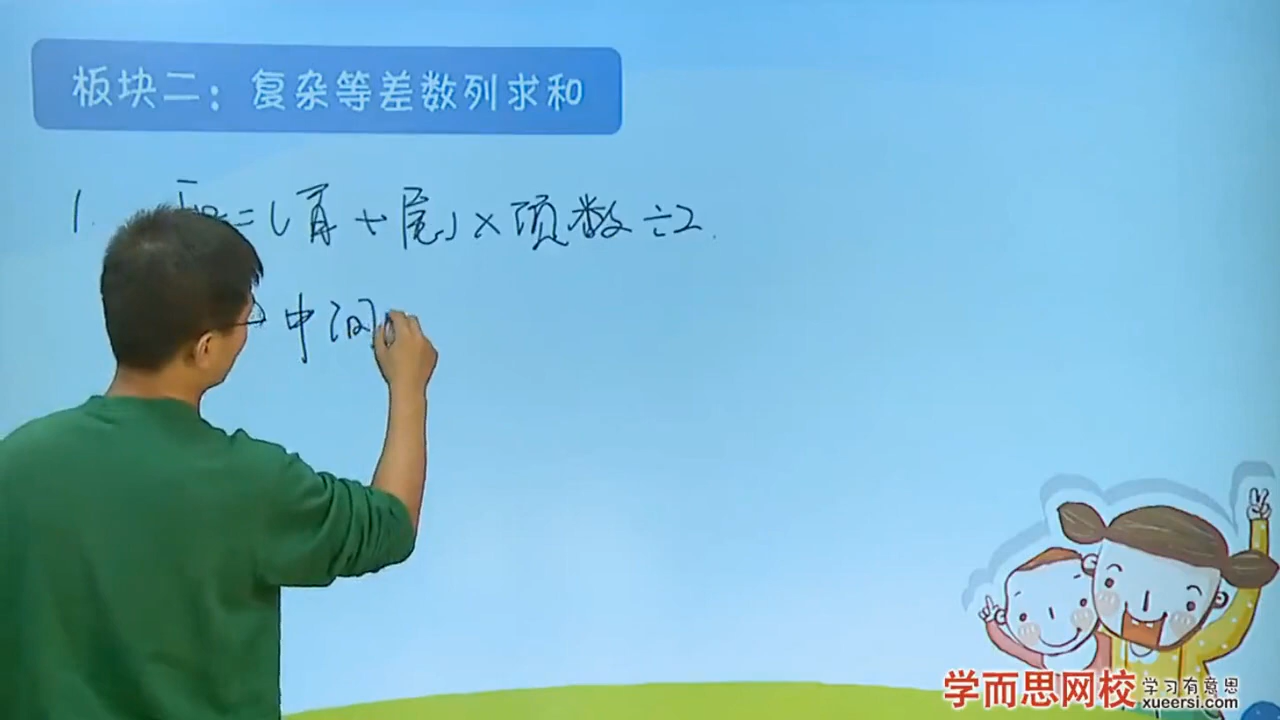 板块二：复杂等差数列求和
1. 和=(首+尾)×项数÷2.
中间
学而思网校 学习有意思
xueersi.com